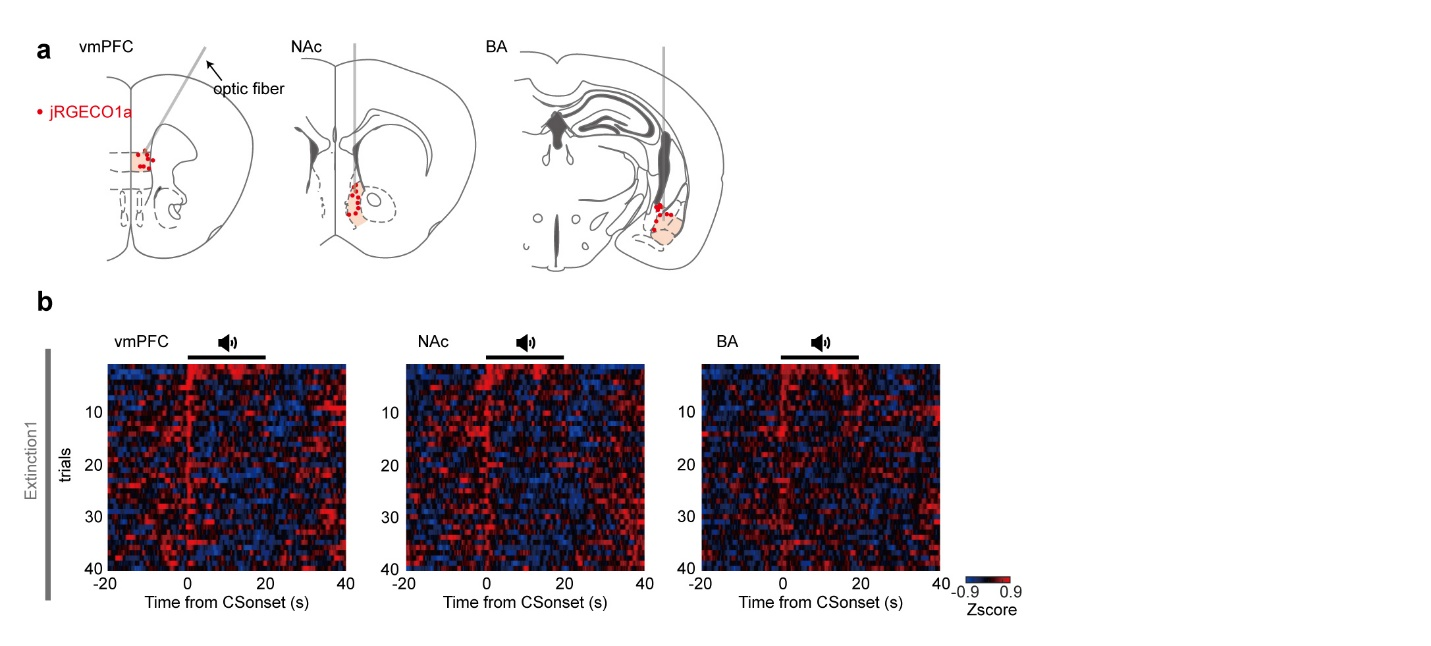 a
vmPFC
NAc
BA
optic fiber
jRGECO1a
b
vmPFC
NAc
BA
Extinction1
trials
10
20
30
40
-20
0
20
40
Time from CSonset (s)
10
20
30
40
-20
0
20
40
Time from CSonset (s)
10
20
30
40
-20
0
20
40
Time from CSonset (s)
-0.9
0.9
Zscore